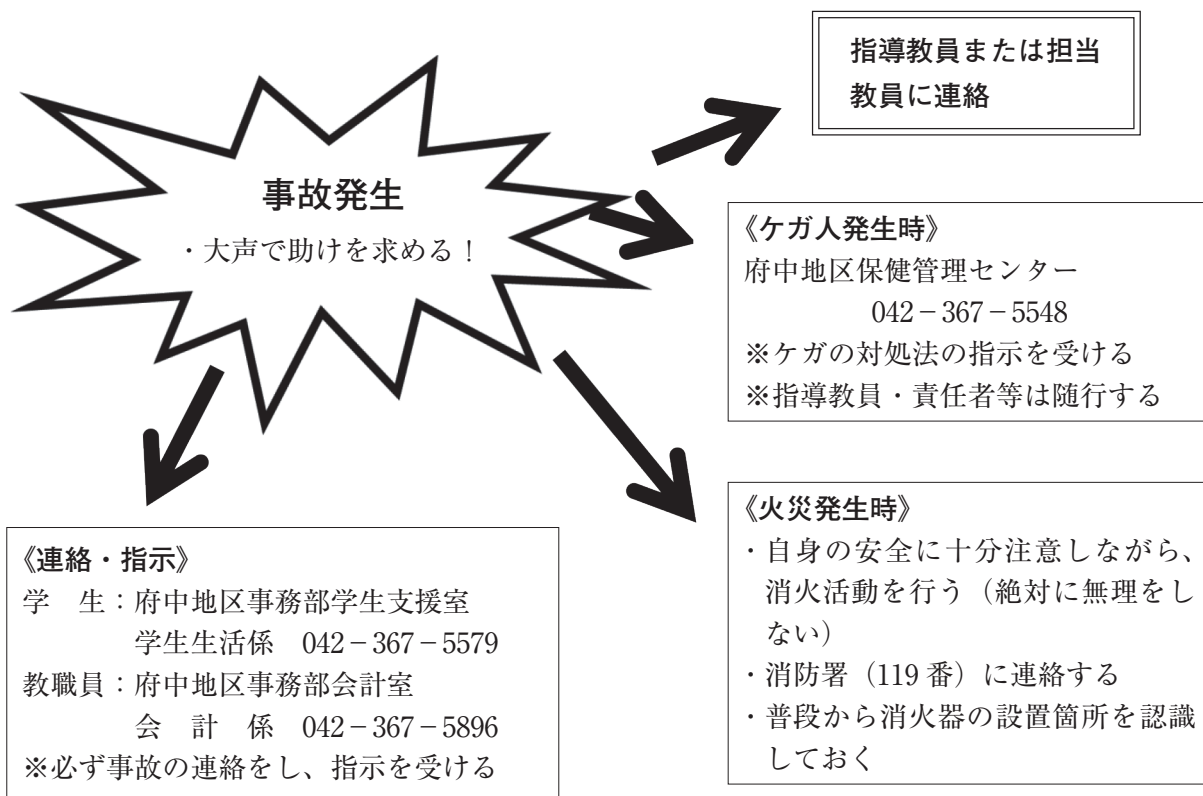 指導教員または担当
教員に連絡
事故発生
・大声で助けを求める！
《ケガ人発生時》
府中地区保健管理センター
042－367－5548
※ケガの対処法の指示を受ける
※指導教員・責任者等は随行する
《火災発生時》
・自身の安全に十分注意しながら、
消火活動を行う（絶対に無理をし
ない）
・消防署（119 番）に連絡する
・普段から消火器の設置箇所を認識
しておく
《連絡・指示》
学　生：府中地区事務部学生支援室
学生生活係　042－367－5579
教職員：府中地区事務部会計室
会　計　係　042－367－5896
※必ず事故の連絡をし、指示を受ける